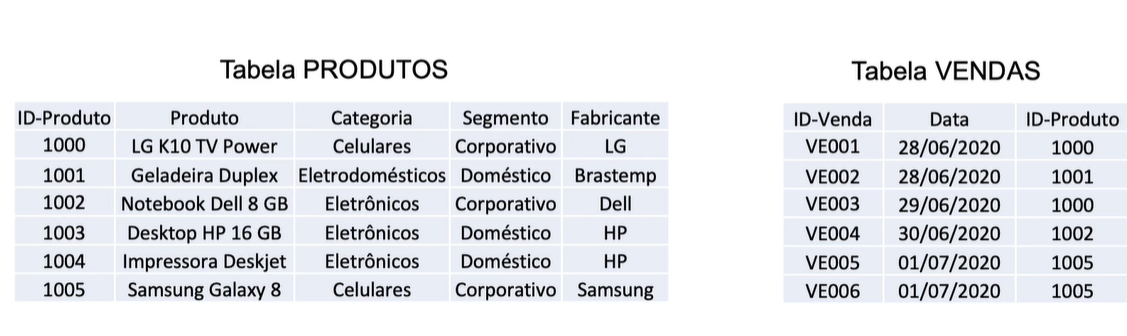 Tabela PRODUTOS
ID-Produto Produto Categoria Segmento Fabricante
1000 LG K10 TV Power Celulares Corporativo LG
1001 Geladeira Duplex Eletrodomésticos Doméstico Brastemp
1002 Notebook Dell 8 GB Eletrônicos Corporativo Dell
1003 Desktop HP 16 GB Eletrônicos Doméstico HP
1004 Impressora Deskjet Eletrônicos Doméstico HP
1005 Samsung Galaxy 8 Celulares Corporativo Samsung
Tabela VENDAS
ID-Venda Data ID-Produto
VE001 28/06/2020 1000
VE002 28/06/2020 1001
VE003 29/06/2020 1000
VE004 30/06/2020 1002
VE005 01/07/2020 1005
VE006 01/07/2020 1005